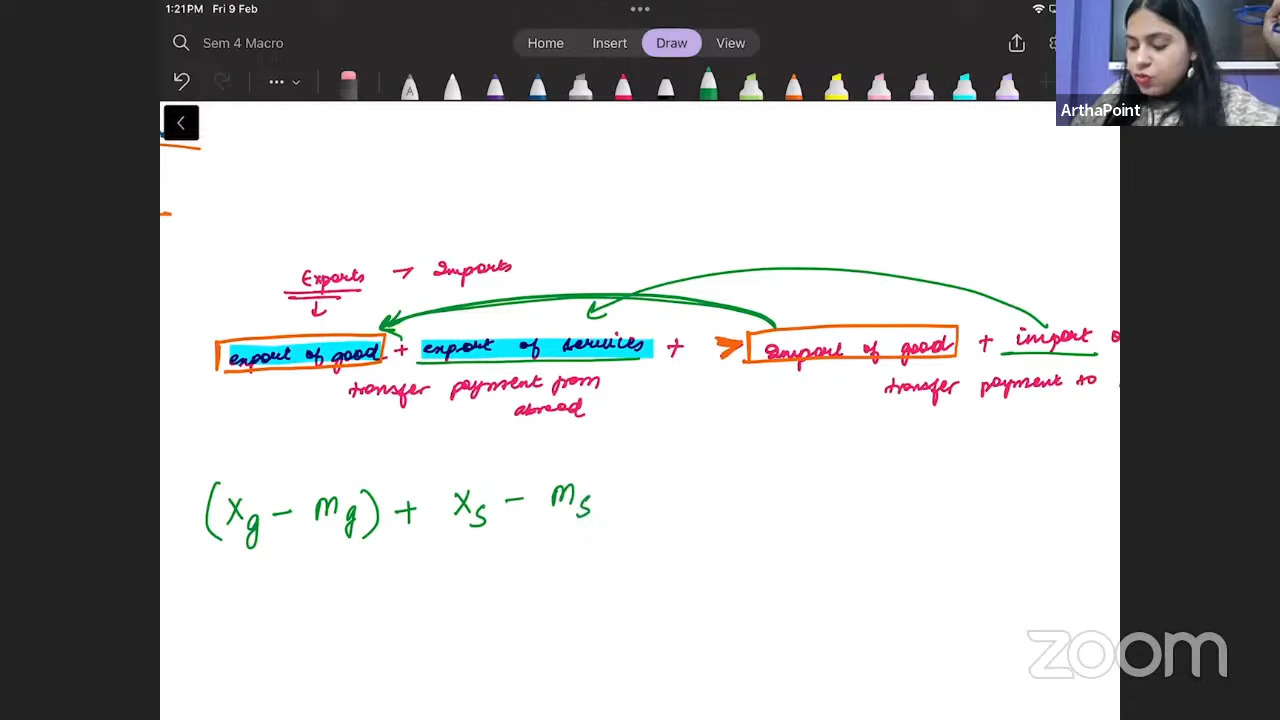 1:21PM Fri 9 Feb
Sem 4 Macro
Home Insert Draw View
ArthaPoint
Exports > Imports
export of good + export of services + > Import of good + import
transfer payment from abroad
transfer payment to
(Xg - mg) + Xs - ms
zoom